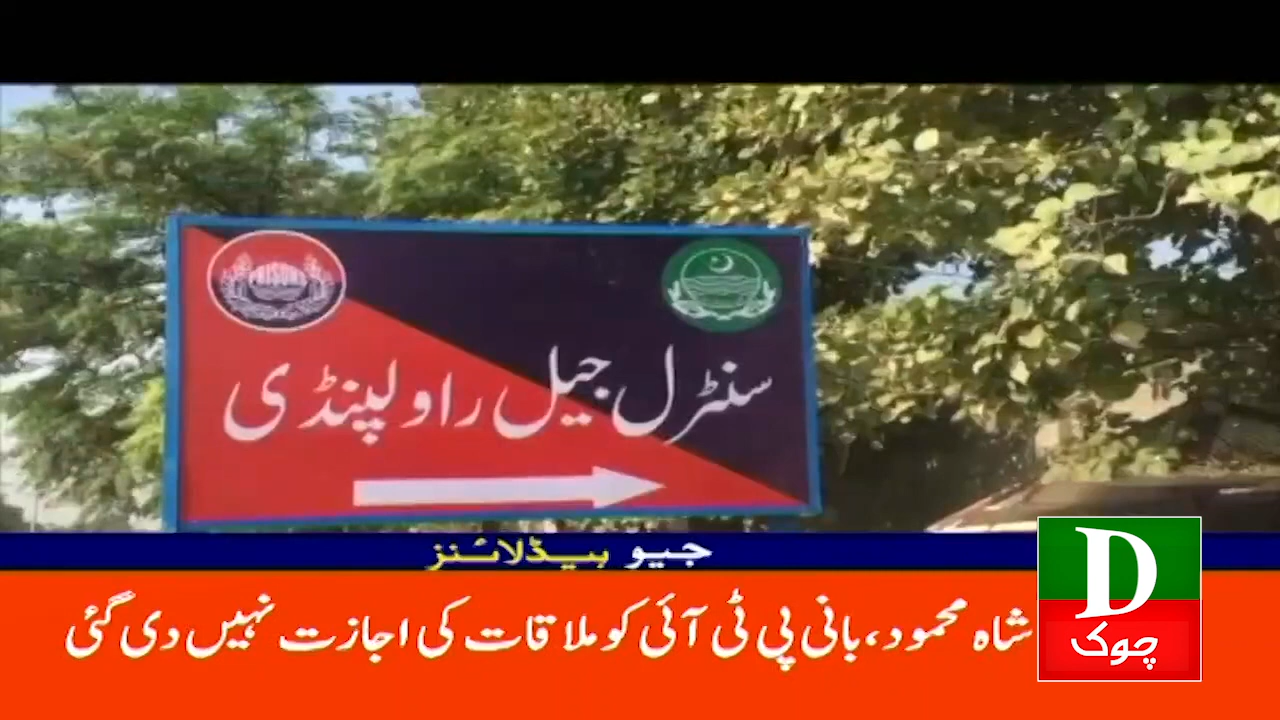 PRISONS
سنٹرل جیل راولپنڈی
جیو ہیڈلائنز
شاہ محمود، بانی پی ٹی آئی کو ملاقات کی اجازت نہیں دی گئی
D
چوک